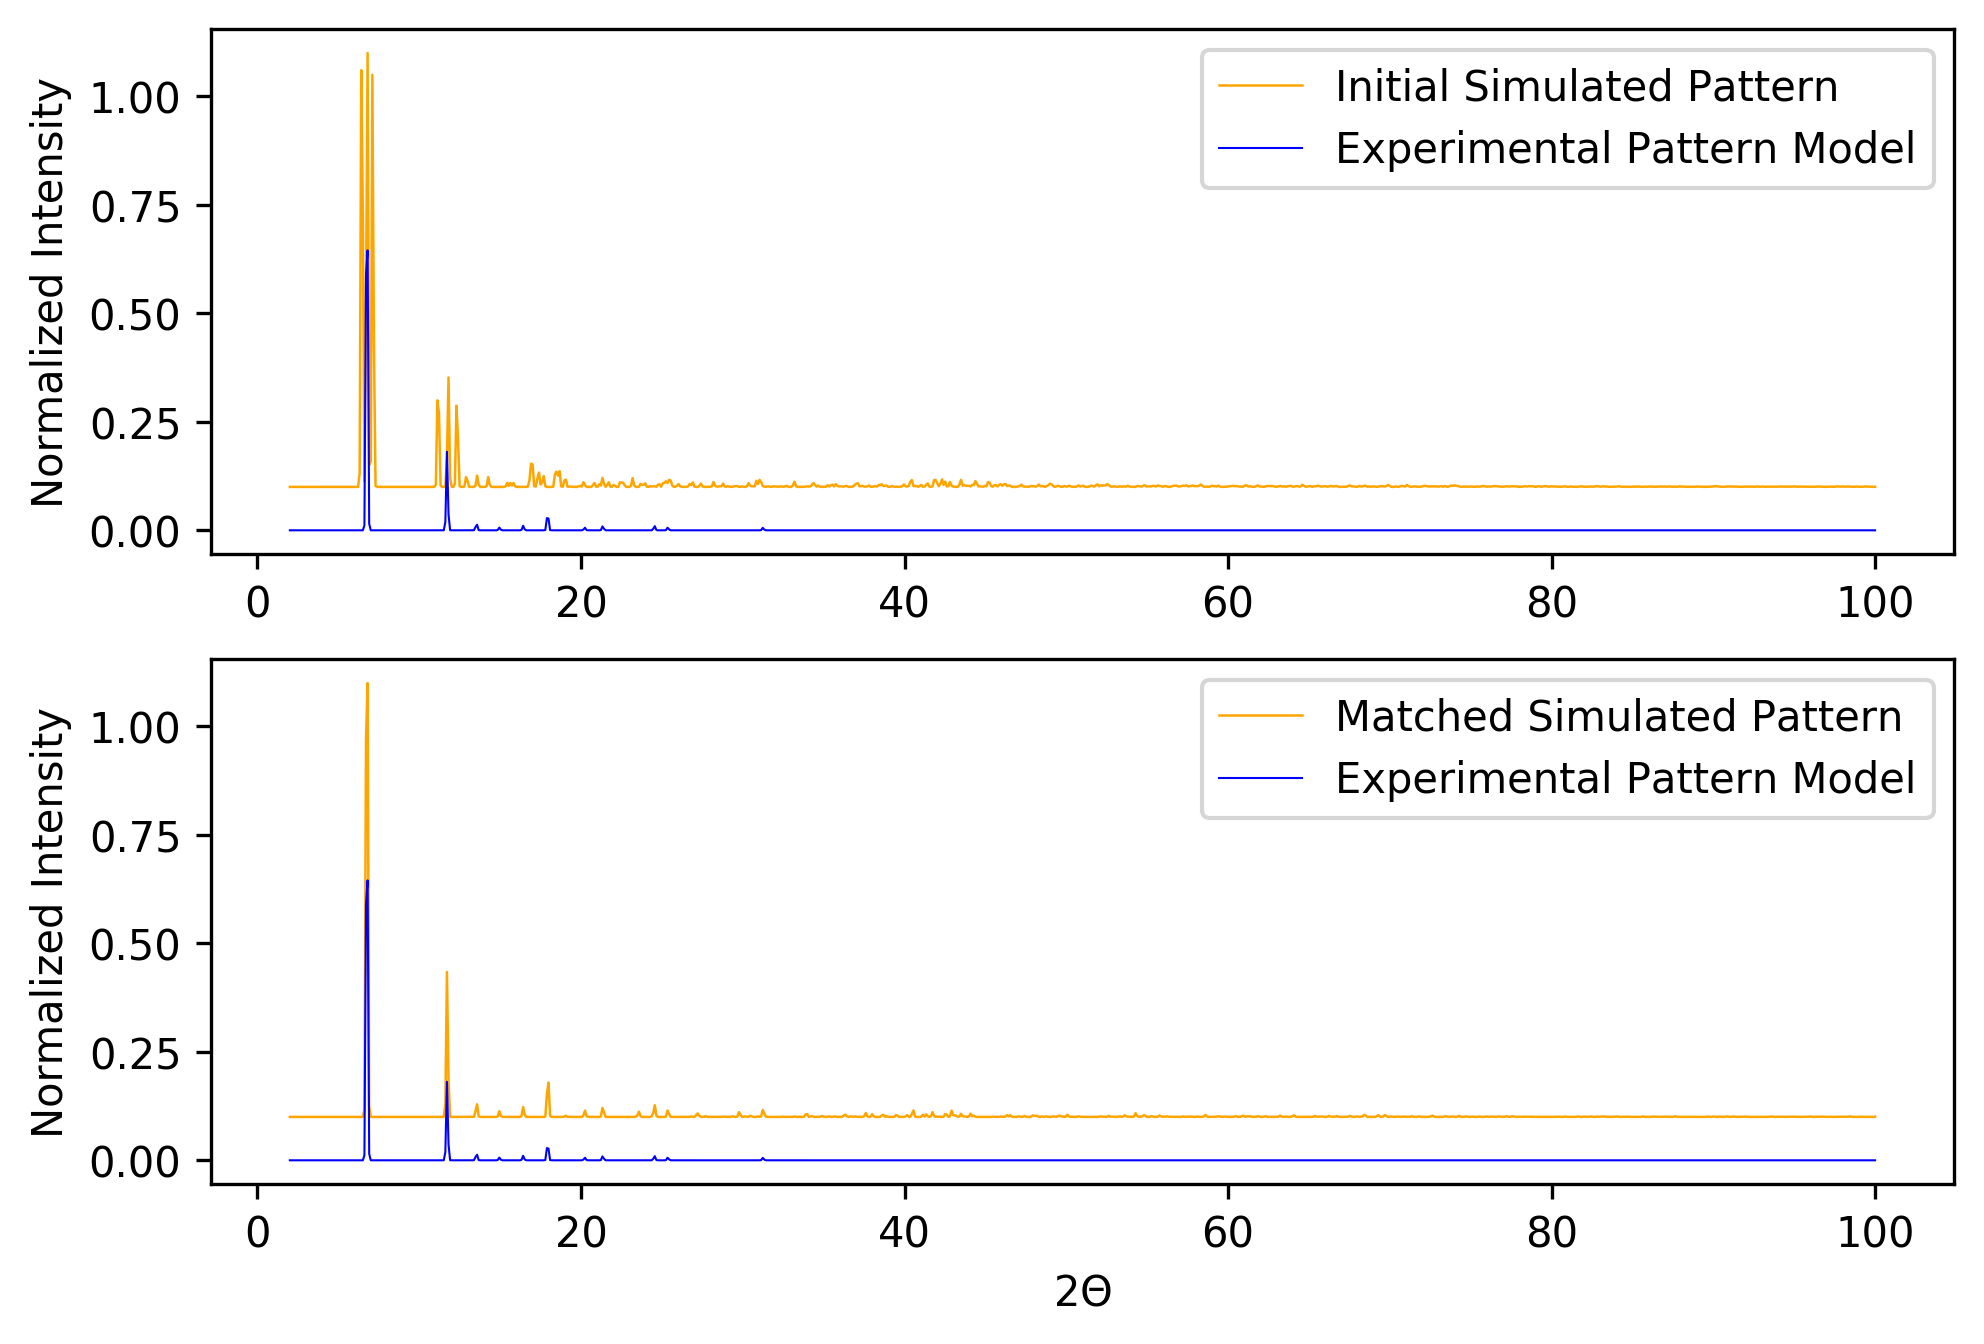 Normalized Intensity
1.00
0.75
0.50
0.25
0.00
Initial Simulated Pattern
Experimental Pattern Model
0 20 40 60 80 100
Normalized Intensity
1.00
0.75
0.50
0.25
0.00
Matched Simulated Pattern
Experimental Pattern Model
0 20 40 60 80 100
2Θ